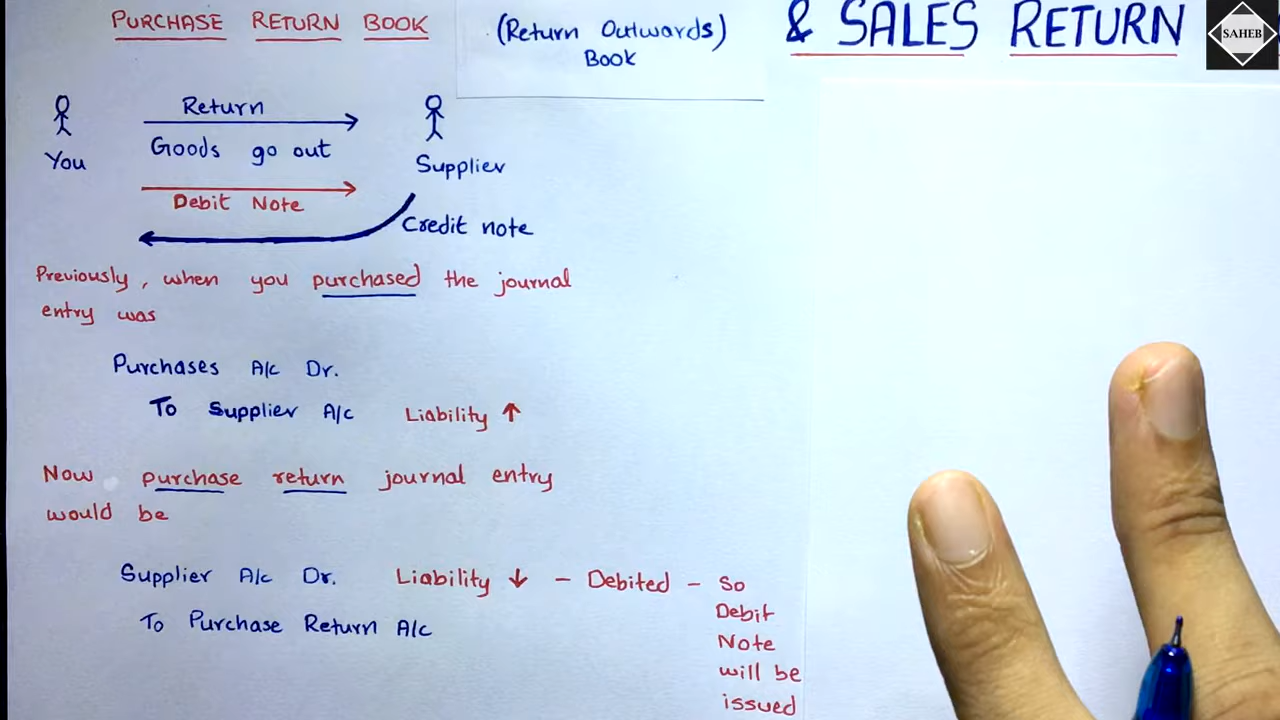 PURCHASE RETURN BOOK
(Return Outwards)
Book
& SALES RETURN
SAHEB
Return
Goods go out
You
Supplier
Debit Note
Credit note
Previously, when you purchased the journal
entry was
Purchases A/c Dr.
To Supplier A/c Liability ↑
Now purchase return journal entry
would be
Supplier A/c Dr. Liability ↓ - Debited - So
Debit
To Purchase Return A/c
Note
will be
issued